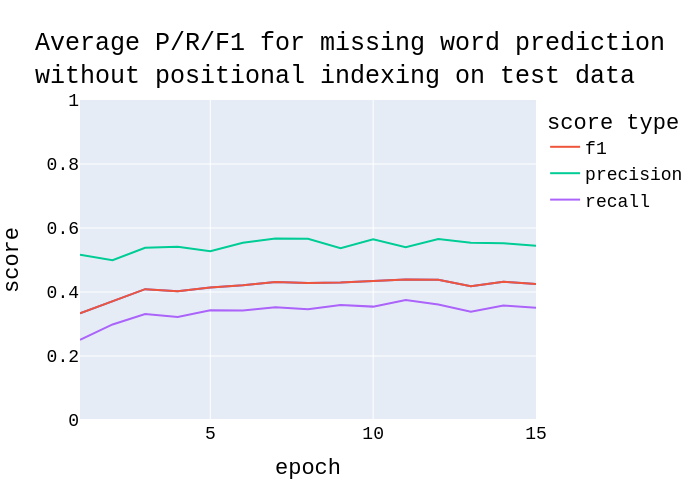 Average P/R/F1 for missing word prediction
without positional indexing on test data
score type
f1
precision
recall
score
1
0.8
0.6
0.4
0.2
0
5
10
15
epoch